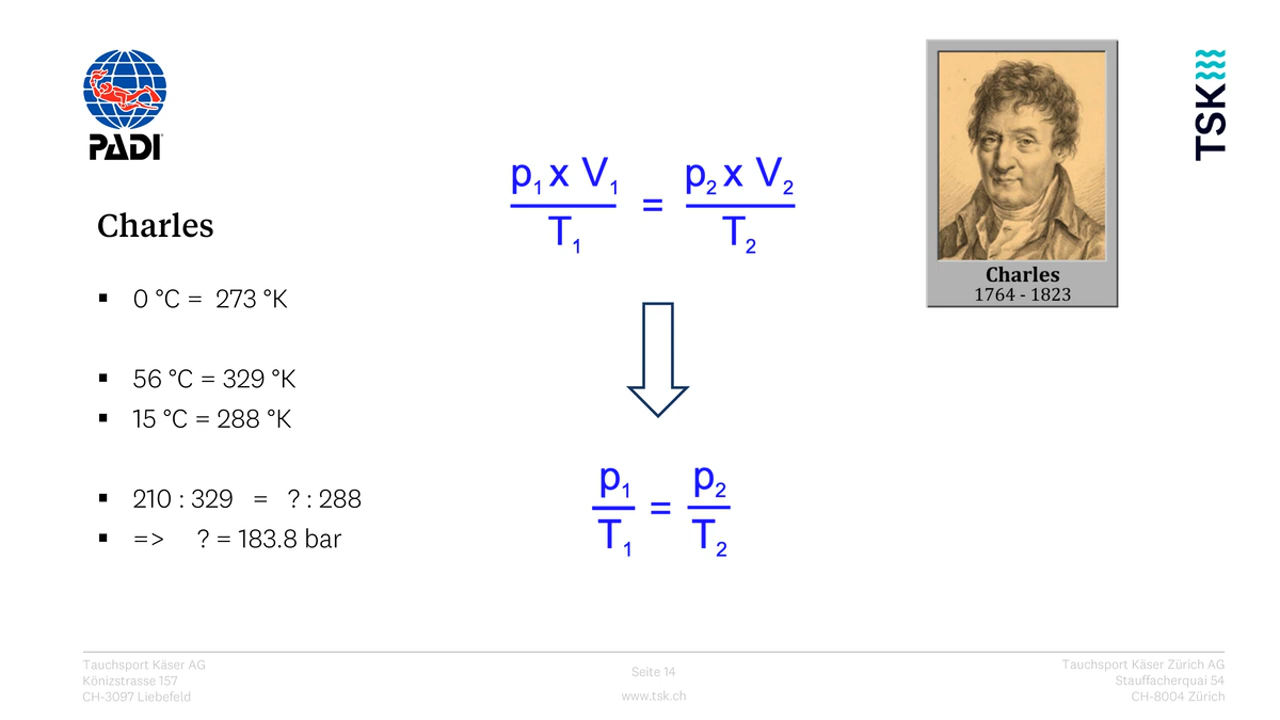 PADI
TSK
Charles
0 °C = 273 °K
56 °C = 329 °K
15 °C = 288 °K
210 : 329 = ? : 288
=> ? = 183.8 bar
p₁ x V₁ = p₂ x V₂
T₁ T₂
p₁ = p₂
T₁ T₂
Charles
1764 - 1823
Tauchsport Käser AG
Könizstrasse 157
CH-3097 Liebefeld
Seite 14
www.tsk.ch
Tauchsport Käser Zürich AG
Stauffacherquai 54
CH-8004 Zürich